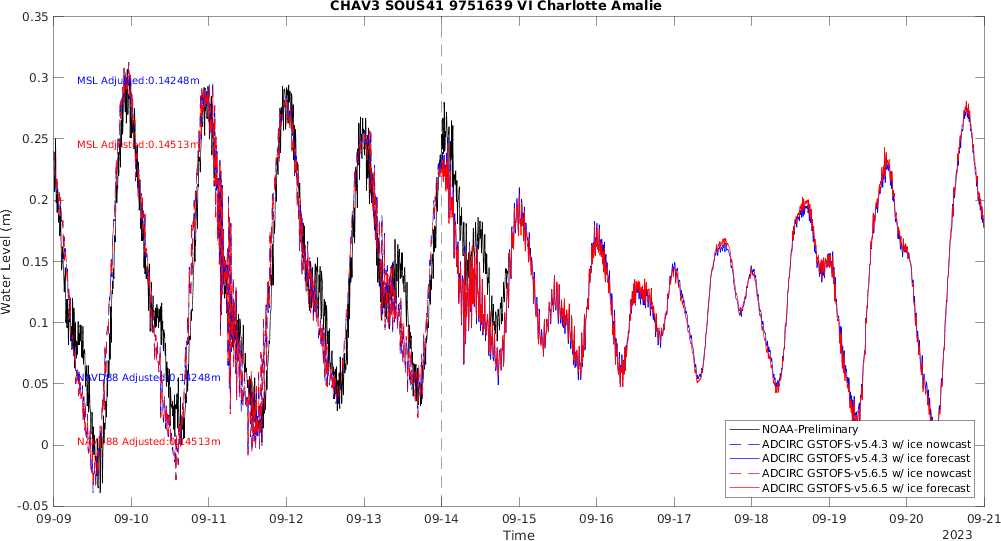 CHAV3 SOUS41 9751639 VI Charlotte Amalie
0.35
0.3
0.25
0.2
0.15
0.1
0.05
0
-0.05
Water Level (m)
MSL Adjusted:0.14248m
MSL Adjusted:0.14513m
NAVD88 Adjusted:0.14248m
NAVD88 Adjusted:0.14513m
NOAA-Preliminary
ADCIRC GSTOFS-v5.4.3 w/ ice nowcast
ADCIRC GSTOFS-v5.4.3 w/ ice forecast
ADCIRC GSTOFS-v5.6.5 w/ ice nowcast
ADCIRC GSTOFS-v5.6.5 w/ ice forecast
09-09 09-10 09-11 09-12 09-13 09-14 09-15 09-16 09-17 09-18 09-19 09-20 09-21
Time
2023